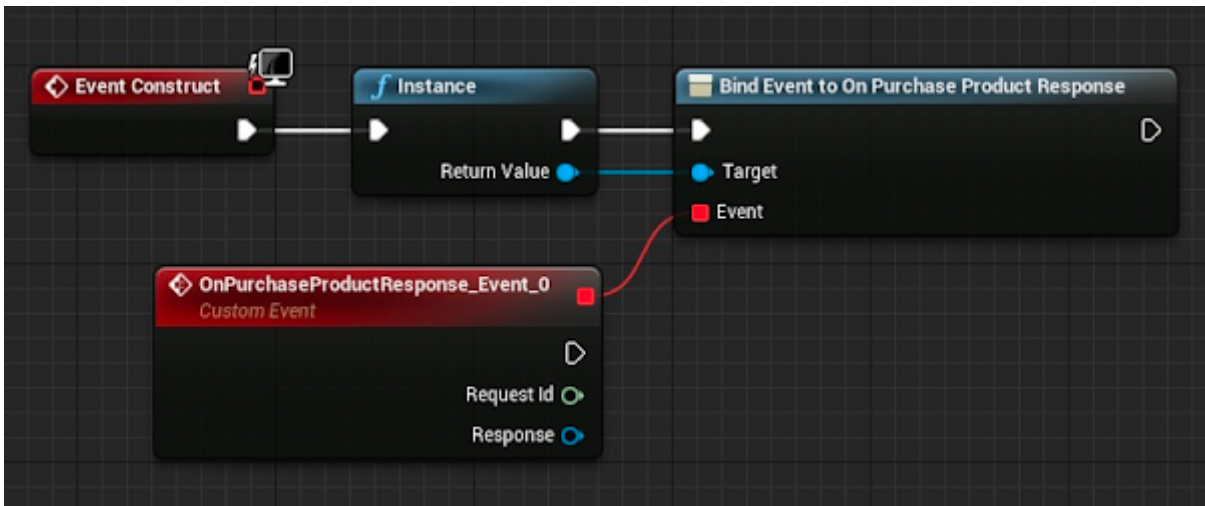 Event Construct
Instance
Bind Event to On Purchase Product Response
Return Value
Target
Event
OnPurchaseProductResponse_Event_0
Custom Event
Request Id
Response